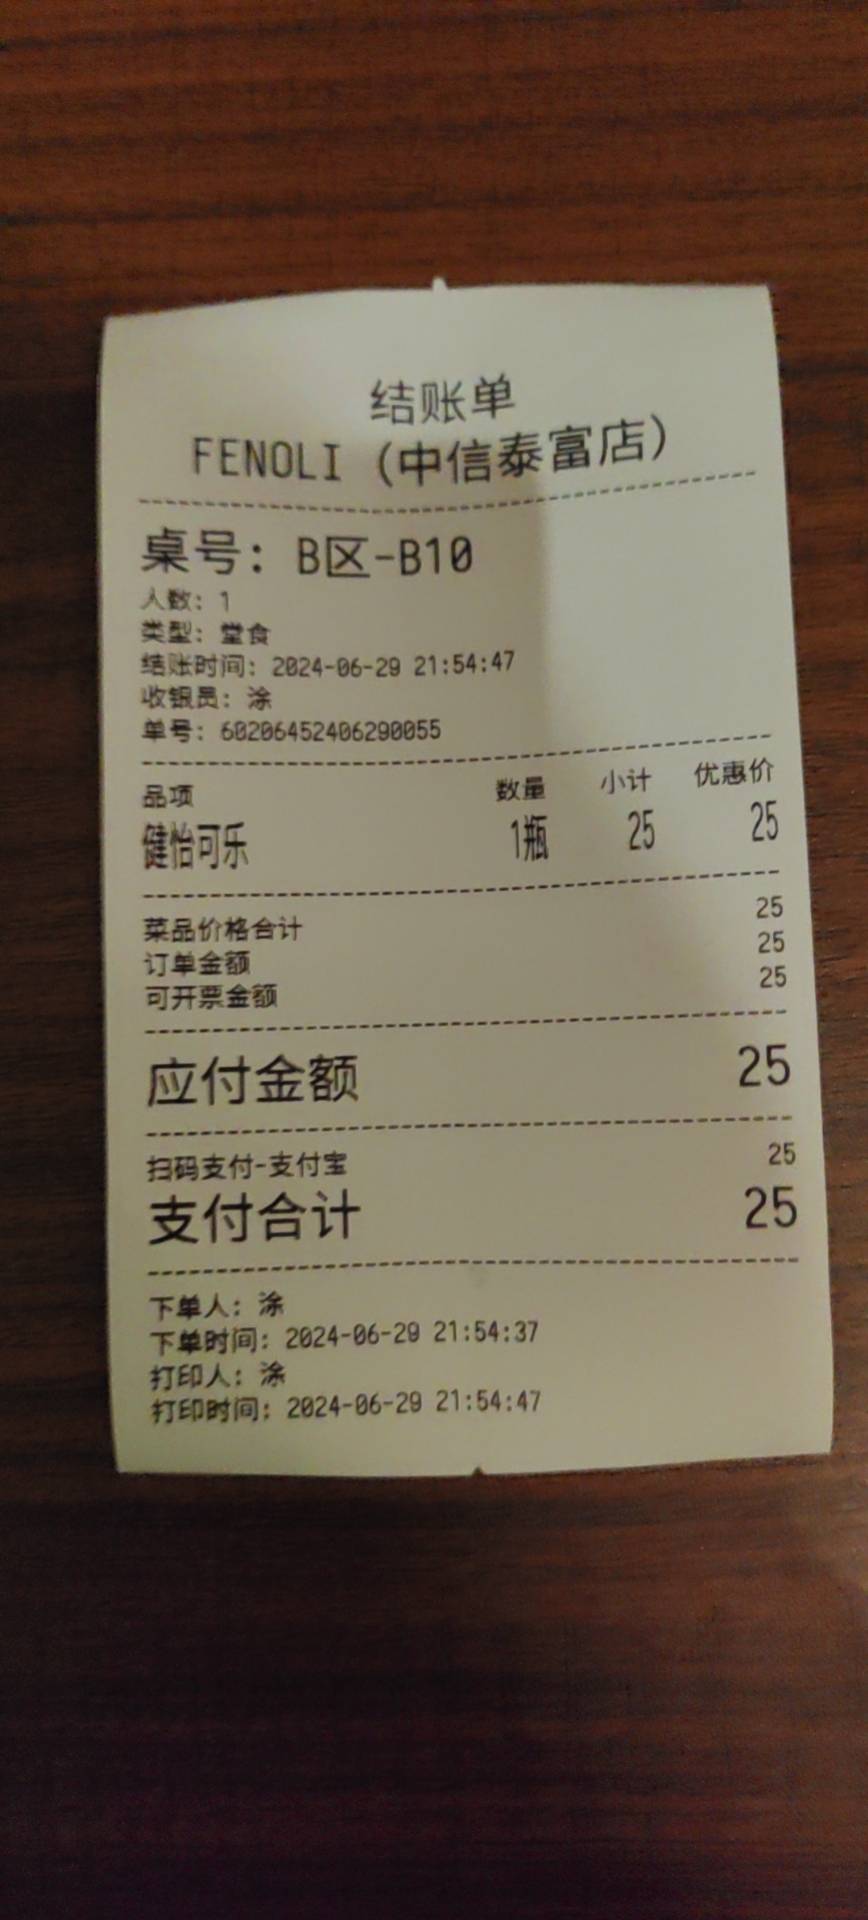 结账单
FENOLI (中信泰富店)
桌号: B区-B10
人数: 1
类型: 堂食
结账时间: 2024-06-29 21:54:47
收银员: 涂
单号: 602064522406290055
品项 数量 小计 优惠价
健怡可乐 1瓶 25 25
菜品价格合计 25
订单金额 25
可开票金额 25
应付金额 25
扫码支付-支付宝 25
支付合计 25
下单人: 涂
下单时间: 2024-06-29 21:54:37
打印人: 涂
打印时间: 2024-06-29 21:54:47